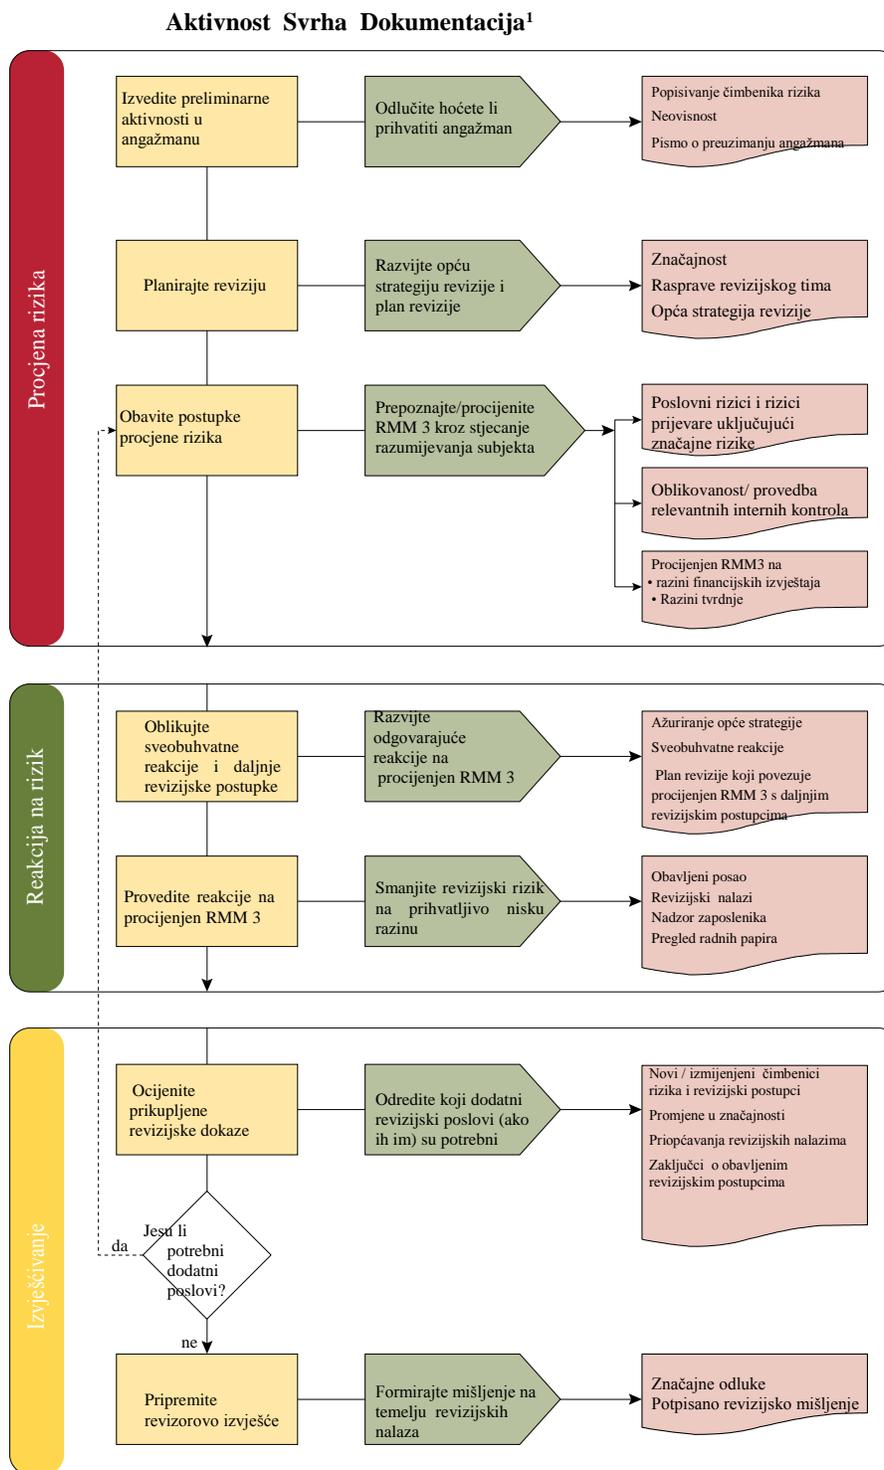 Aktivnost Svrha Dokumentacija¹
Procjena rizika
Izvedite preliminarne
aktivnosti u
angažmanu
Odlučite hoćete li
prihvatiti angažman
Popisivanje čimbenika rizika
Neovisnost
Pismo o preuzimanju angažmana
Planirajte reviziju
Razvijte opću
strategiju revizije i
plan revizije
Značajnost
Rasprave revizijskog tima
Opća strategija revizije
Obavite postupke
procjene rizika
Prepoznajte/procijenite
RMM 3 kroz stjecanje
razumijevanja subjekta
Poslovni rizici i rizici
prijevare uključujući
značajne rizike
Oblikovanost/ provedba
relevantnih internih kontrola
Procijenjen RMM3 na
• razini financijskih izvještaja
• Razini tvrdnje
Reakcija na rizik
Oblikujte
sveobuhvatne
reakcije i daljnje
revizijske postupke
Razvijte
odgovarajuće
reakcije na
procijenjen RMM 3
Ažuriranje opće strategije
Sveobuhvatne reakcije
Plan revizije koji povezuje
procijenjen RMM 3 s daljnjim
revizijskim postupcima
Provedite reakcije na
procijenjen RMM 3
Smanjite revizijski rizik
na prihvatljivo nisku
razinu
Obavljeni posao
Revizijski nalazi
Nadzor zaposlenika
Pregled radnih papira
Izvješćivanje
Ocijenite
prikupljene
revizijske dokaze
Odredite koji dodatni
revizijski poslovi (ako
ih im) su potrebni
Novi / izmijenjeni čimbenici
rizika i revizijski postupci
Promjene u značajnosti
Priopćavanja revizijskih nalazima
Zaključci o obavljenim
revizijskim postupcima
Jesu li
potrebni
dodatni
poslovi?
da
ne
Pripremite
revizorovo izvješće
Formirajte mišljenje na
temelju revizijskih
nalaza
Značajne odluke
Potpisano revizijsko mišljenje